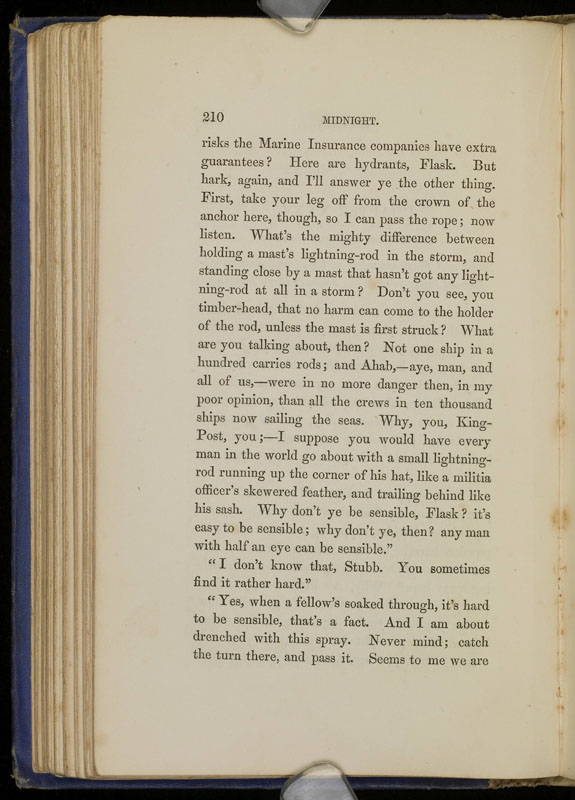 210
MIDNIGHT.
risks the Marine Insurance companies have extra
guarantees? Here are hydrants, Flask. But
hark, again, and I'll answer ye the other thing.
First, take your leg off from the crown of the
anchor here, though, so I can pass the rope; now
listen. What's the mighty difference between
holding a mast's lightning-rod in the storm, and
standing close by a mast that hasn't got any light-
ning-rod at all in a storm? Don't you see, you
timber-head, that no harm can come to the holder
of the rod, unless the mast is first struck? What
are you talking about, then? Not one ship in a
hundred carries rods; and Ahab,—aye, man, and
all of us,—were in no more danger then, in my
poor opinion, than all the crews in ten thousand
ships now sailing the seas. Why, you, King-
Post, you;—I suppose you would have every
man in the world go about with a small lightning-
rod running up the corner of his hat, like a militia
officer's skewered feather, and trailing behind like
his sash. Why don't ye be sensible, Flask? it's
easy to be sensible; why don't ye, then? any man
with half an eye can be sensible."
"I don't know that, Stubb. You sometimes
find it rather hard."
"Yes, when a fellow's soaked through, it's hard
to be sensible, that's a fact. And I am about
drenched with this spray. Never mind; catch
the turn there, and pass it. Seems to me we are